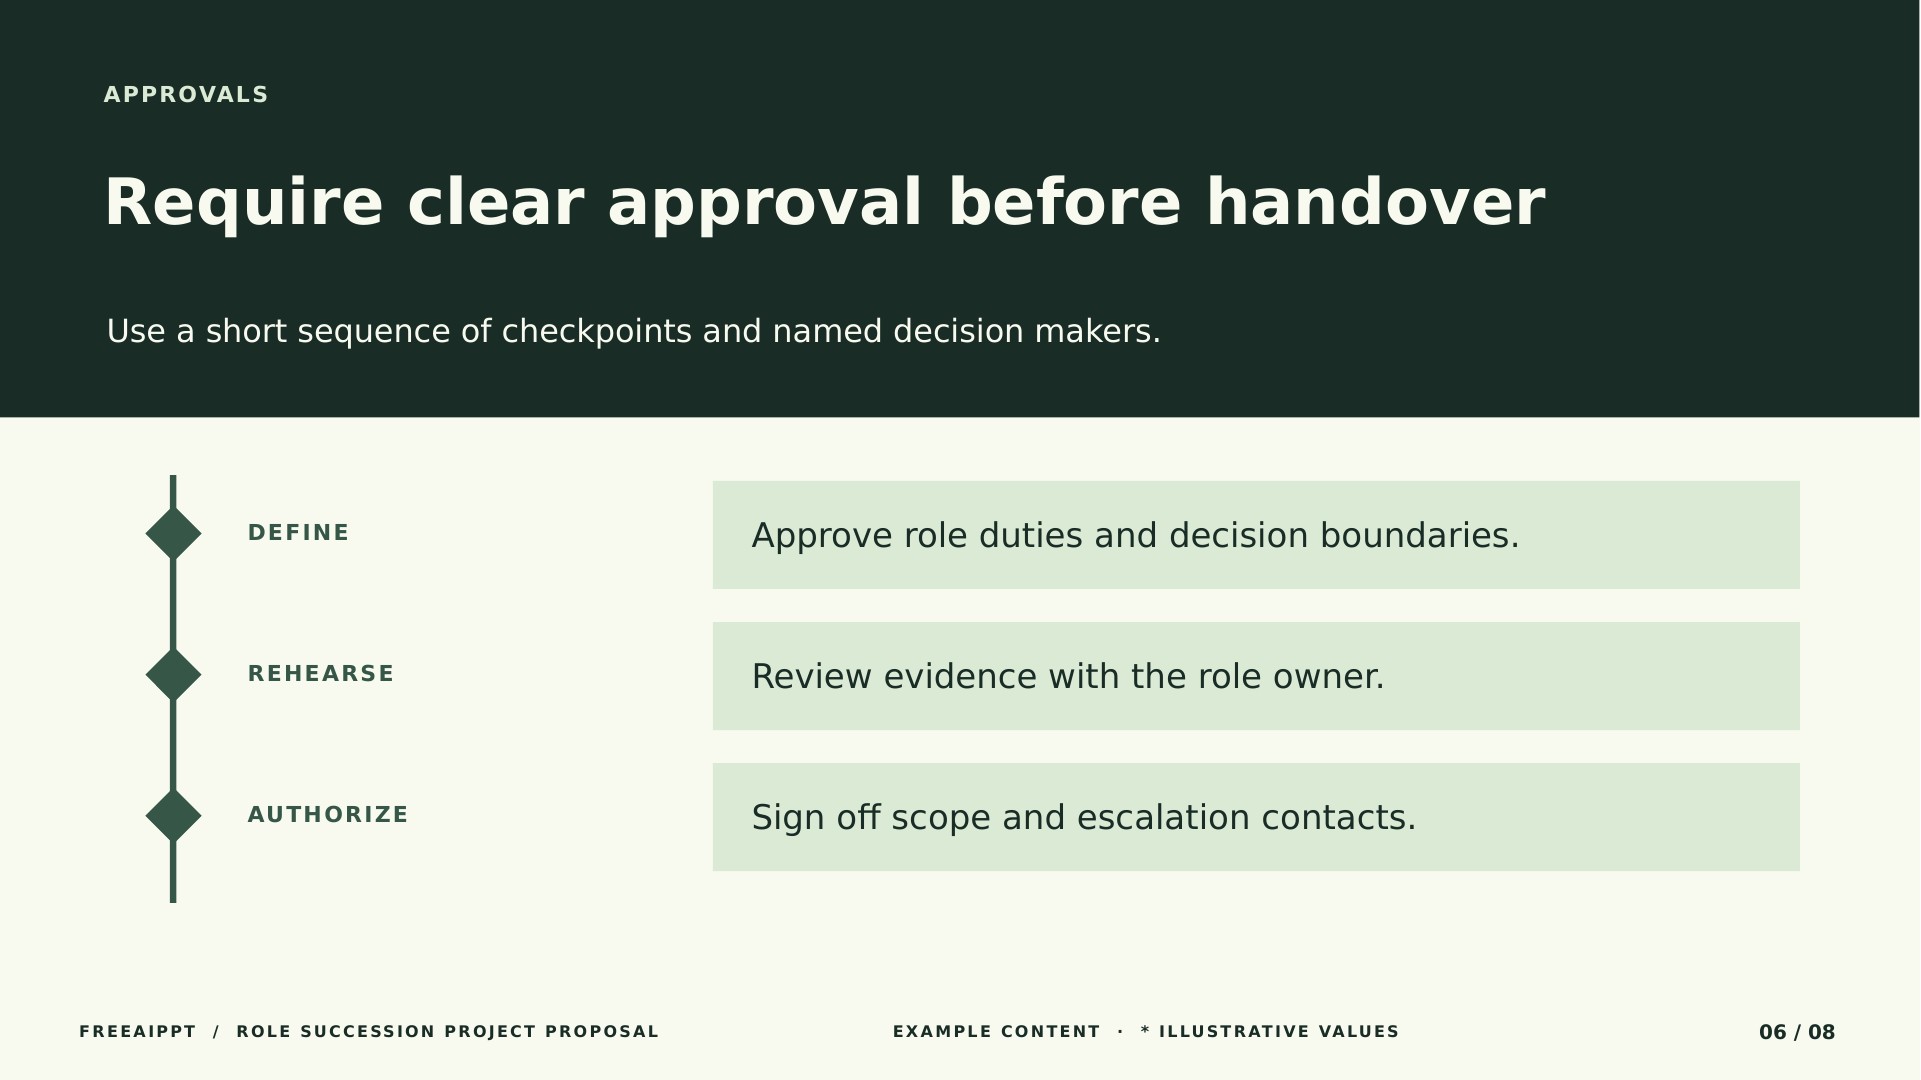 APPROVALS
Require clear approval before handover
Use a short sequence of checkpoints and named decision makers.
DEFINE
Approve role duties and decision boundaries.
REHEARSE
Review evidence with the role owner.
AUTHORIZE
Sign off scope and escalation contacts.
FREEAIPPT / ROLE SUCCESSION PROJECT PROPOSAL
EXAMPLE CONTENT · * ILLUSTRATIVE VALUES
06 / 08